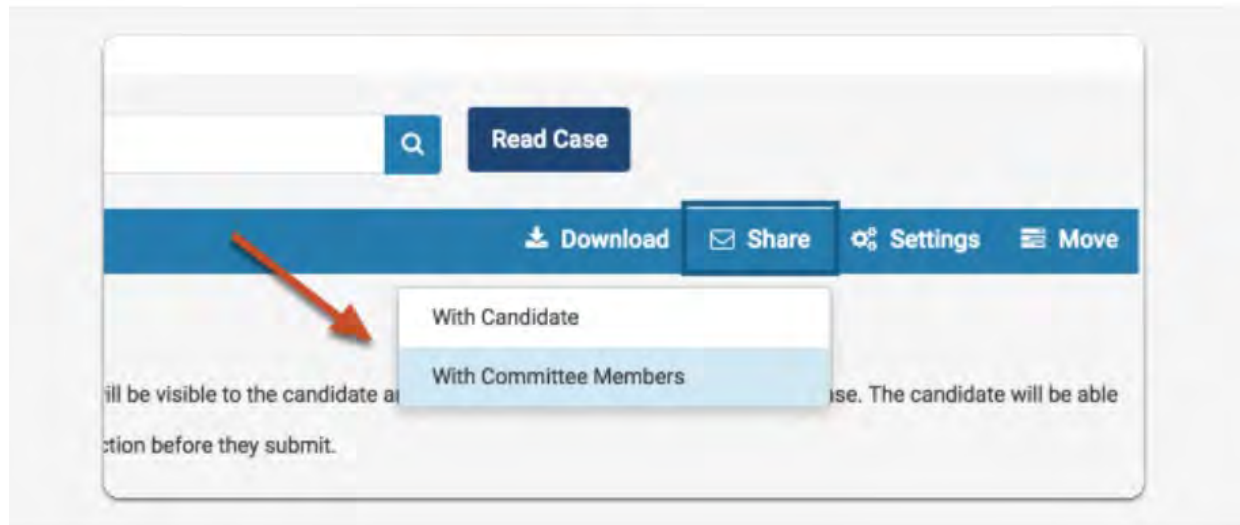 Read Case
Download Share Settings Move
With Candidate
With Committee Members
ill be visible to the candidate a se. The candidate will be able
ction before they submit.